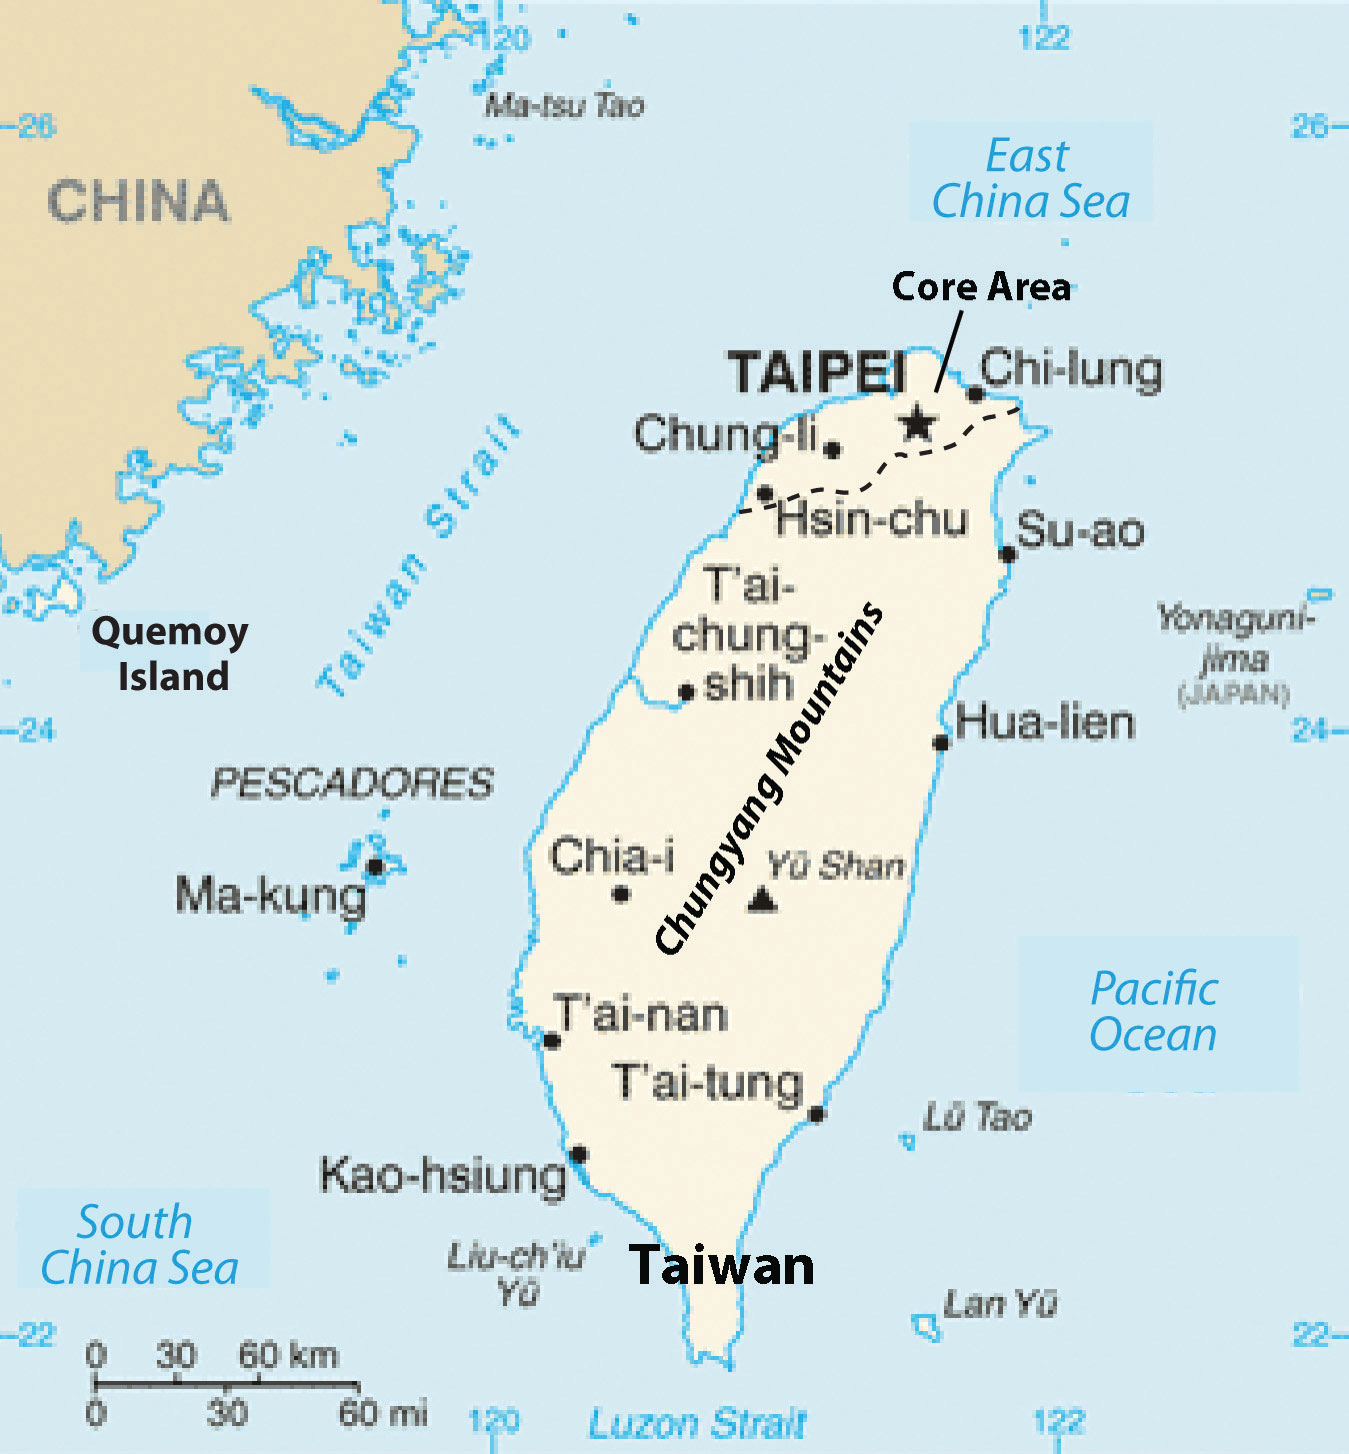 120
122
Ma-tsu Tao
26
26
East
China Sea
CHINA
Core Area
TAIPEI
Chi-lung
Chung-li
Taiwan Strait
Hsin-chu
Su-ao
T'ai-
chung-
shih
Quemoy
Island
Yonaguni-
jima
(JAPAN)
Chungyang Mountains
24
Hua-lien
24
PESCADORES
Chia-i
Yü Shan
Ma-kung
Pacific
Ocean
T'ai-nan
T'ai-tung
Lü Tao
Kao-hsiung
South
China Sea
Liu-ch'iu
Yü
Taiwan
Lan Yü
22
22
0 30 60 km
0 30 60 mi
120
Luzon Strait
122